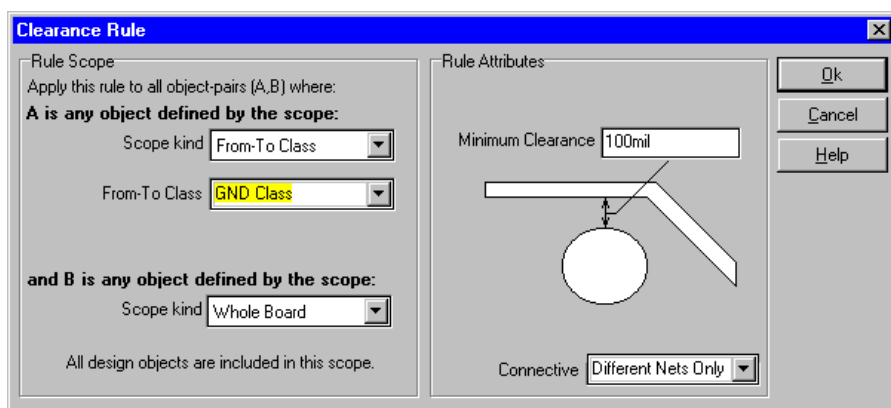 Clearance Rule
Rule Scope
Apply this rule to all object-pairs (A,B) where:
A is any object defined by the scope:
Scope kind From-To Class
From-To Class GND Class
and B is any object defined by the scope:
Scope kind Whole Board
All design objects are included in this scope.
Rule Attributes
Minimum Clearance 100mil
Connective Different Nets Only
Ok
Cancel
Help